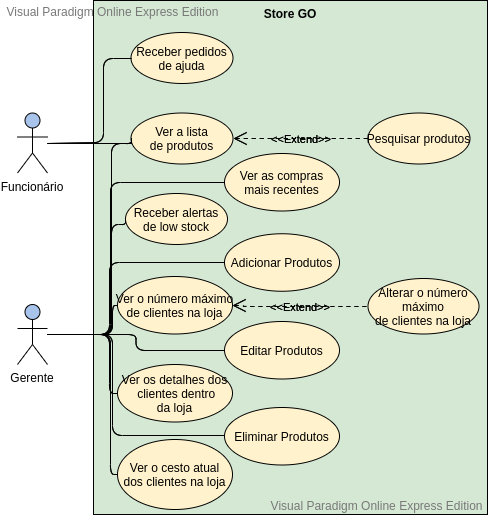 Visual Paradigm Online Express Edition
Store GO
Receber pedidos
de ajuda
Ver a lista
de produtos
<<Extend>>
Pesquisar produtos
Funcionário
Ver as compras
mais recentes
Receber alertas
de low stock
Adicionar Produtos
Ver o número máximo
de clientes na loja
<<Extend>>
Alterar o número
máximo
de clientes na loja
Gerente
Editar Produtos
Ver os detalhes dos
clientes dentro
da loja
Eliminar Produtos
Ver o cesto atual
dos clientes na loja
Visual Paradigm Online Express Edition